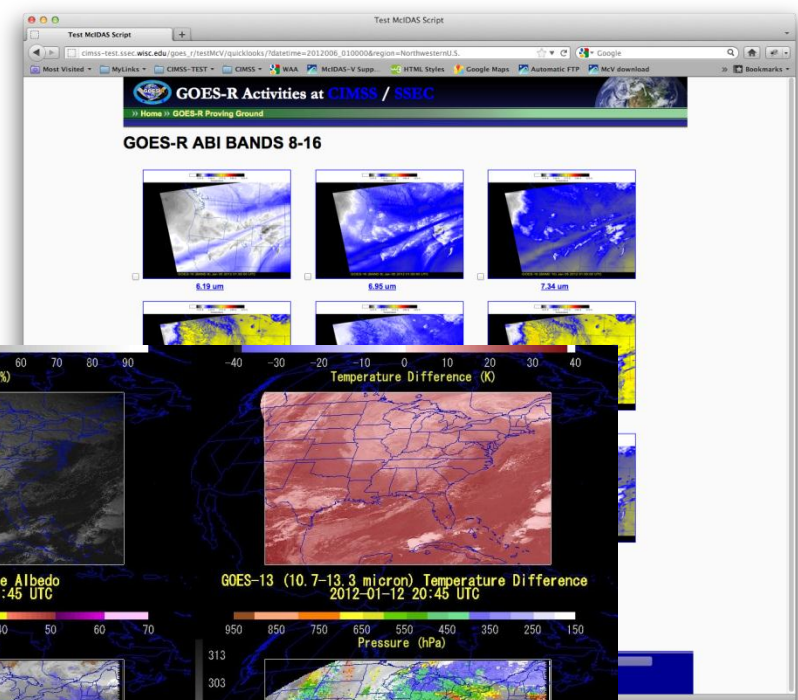 Test McIDAS Script
Test McIDAS Script
+
cimss-test.ssec.wisc.edu/goes_r/testMcV/quicklooks/?datetime=2012006_010000&region=NorthwesternU.S.
Google
Most Visited MyLinks CIMSS-TEST CIMSS WAA McIDAS-V Supp... HTML Styles Google Maps Automatic FTP McV download » Bookmarks
GOES-R Activities at CIMSS / SSEC
» Home » GOES-R Proving Ground
GOES-R ABI BANDS 8-16
6.19 um 6.95 um 7.34 um
60 70 80 90
%)
-40 -30 -20 -10 0 10 20 30 40
Temperature Difference (K)
e Albedo
:45 UTC
GOES-13 (10.7-13.3 micron) Temperature Difference
2012-01-12 20:45 UTC
40 50 60 70
950 850 750 650 550 450 350 250 150
Pressure (hPa)
313
303